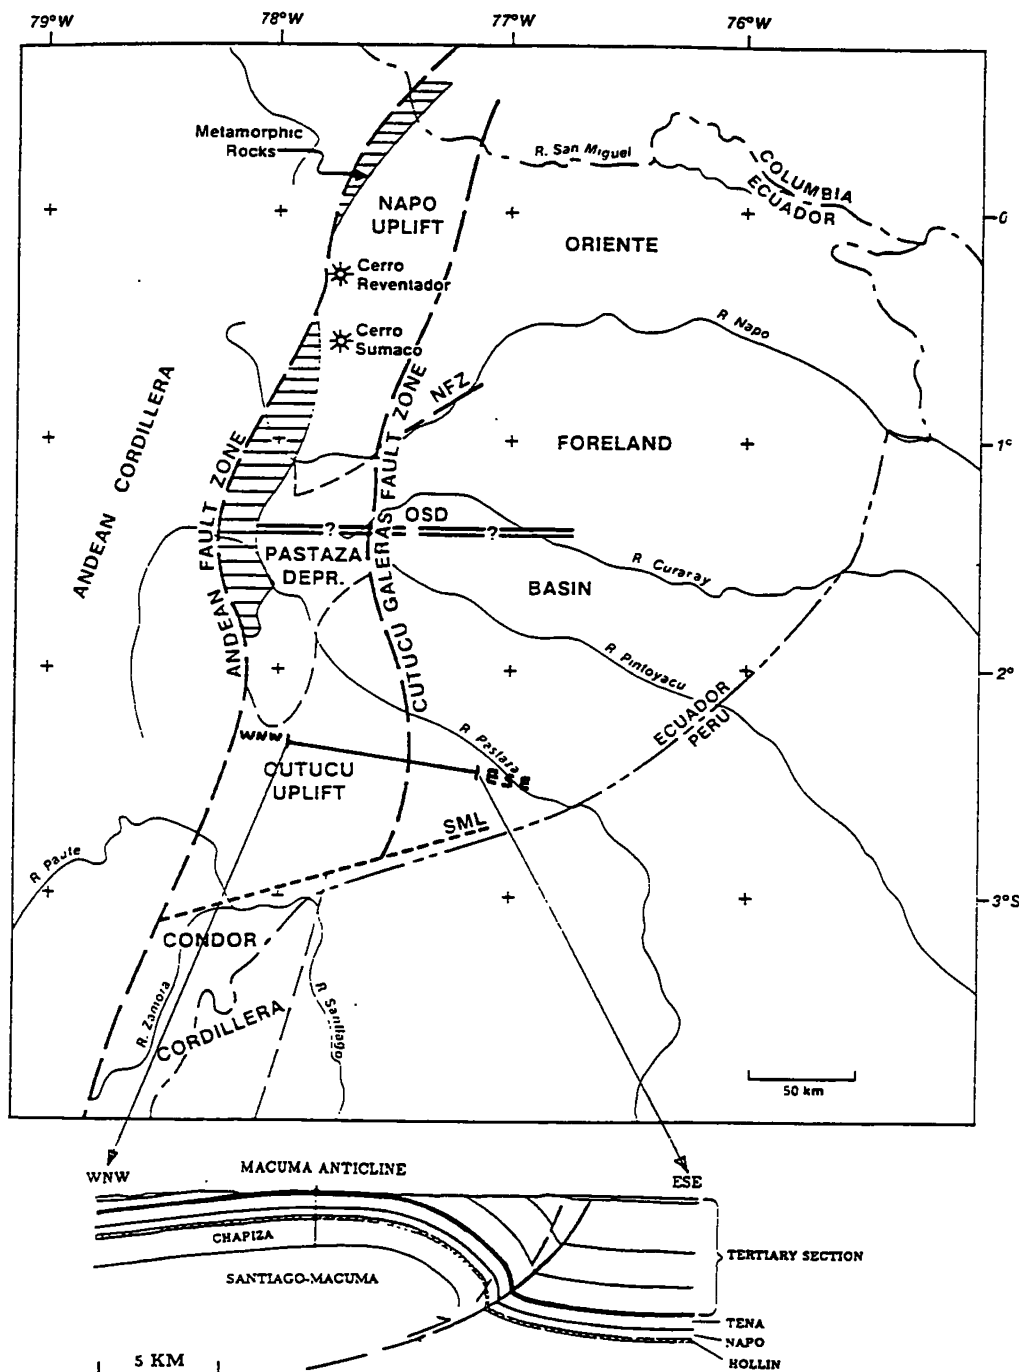 79°W
78°W
77°W
76°W
Metamorphic
Rocks
R. San Miguel
COLUMBIA
ECUADOR
NAPO
UPLIFT
ORIENTE
0
Cerro
Reventador
Cerro
Sumaco
R Napo
NFZ
ANDEAN CORDILLERA
ANDEAN FAULT ZONE
CUTUCU GALERAS FAULT ZONE
FORELAND
1°
OSD
? ?
PASTAZA
DEPR.
R Curaray
BASIN
R Pintoyacu
2°
ECUADOR
PERU
WNW
R Pastaza
ESE
CUTUCU
UPLIFT
SML
R Paute
3°S
CONDOR
CORDILLERA
R. Zamora
R Santiago
50 km
WNW
MACUMA ANTICLINE
ESE
CHAPIZA
TERTIARY SECTION
SANTIAGO-MACUMA
TENA
NAPO
HOLLIN
5 KM